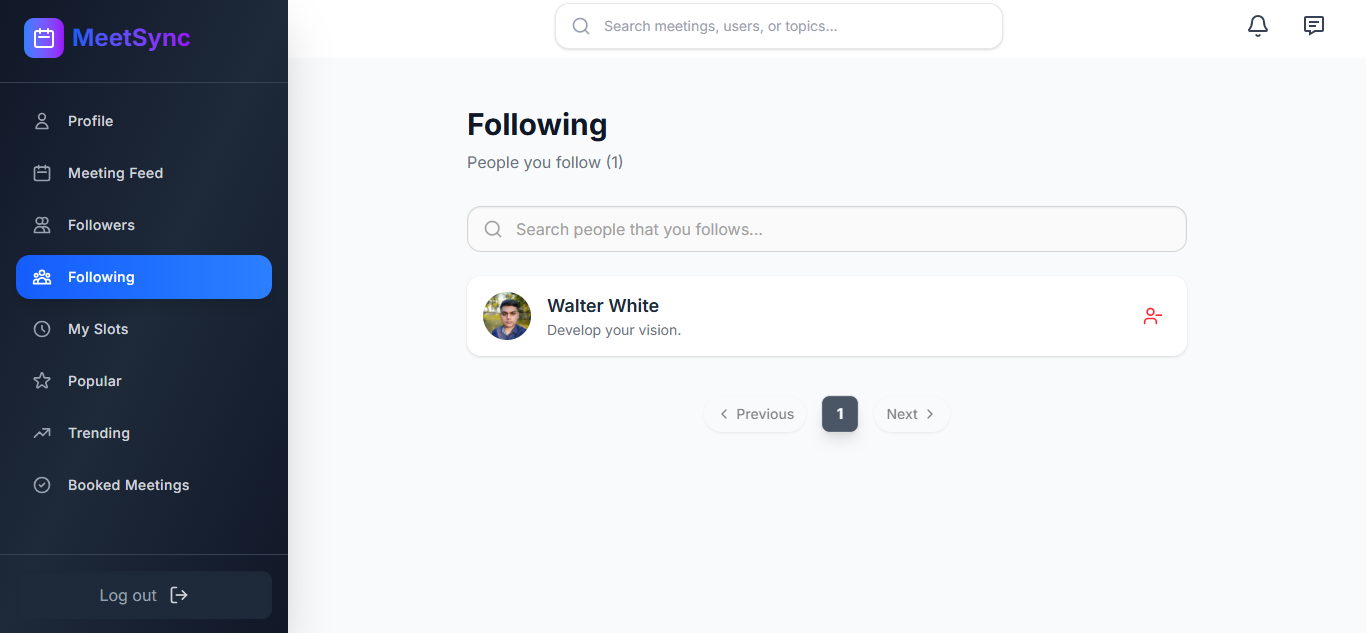 MeetSync
Search meetings, users, or topics...
Profile
Meeting Feed
Followers
Following
My Slots
Popular
Trending
Booked Meetings
Log out
Following
People you follow (1)
Search people that you follows...
Walter White
Develop your vision.
Previous 1 Next